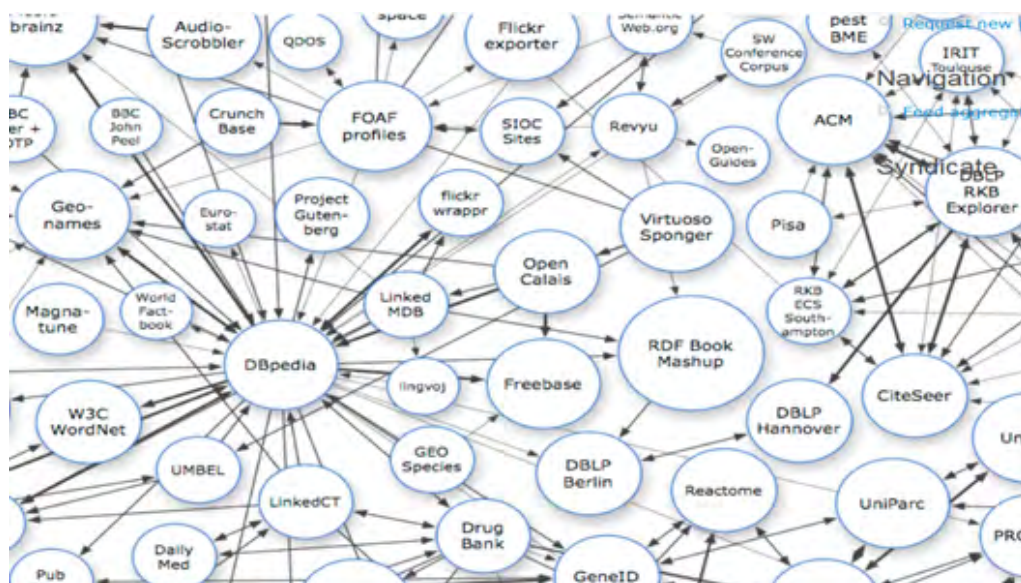 brainz
Audio-
Scrobbler
QDOS
space
Flickr
exporter
Semantic
Web.org
SW
Conference
Corpus
pest
BME
Request new
IRIT
Toulouse
Navigation
BBC
John
Peel
Crunch
Base
FOAF
profiles
SIOC
Sites
Revyu
Open-
Guides
ACM
Feed aggreg
Syndicate
DBLP
RKB
Explorer
Geo-
names
Euro-
stat
Project
Guten-
berg
flickr
wrappr
Virtuoso
Sponger
Pisa
Open
Calais
Magna-
tune
World
Fact-
book
Linked
MDB
RKB
ECS
South-
ampton
DBpedia
lingvoj
Freebase
RDF Book
Mashup
CiteSeer
W3C
WordNet
DBLP
Hannover
Un
UMBEL
GEO
Species
DBLP
Berlin
Reactome
LinkedCT
UniParc
Drug
Bank
Daily
Med
Pub
GeneID
PRO